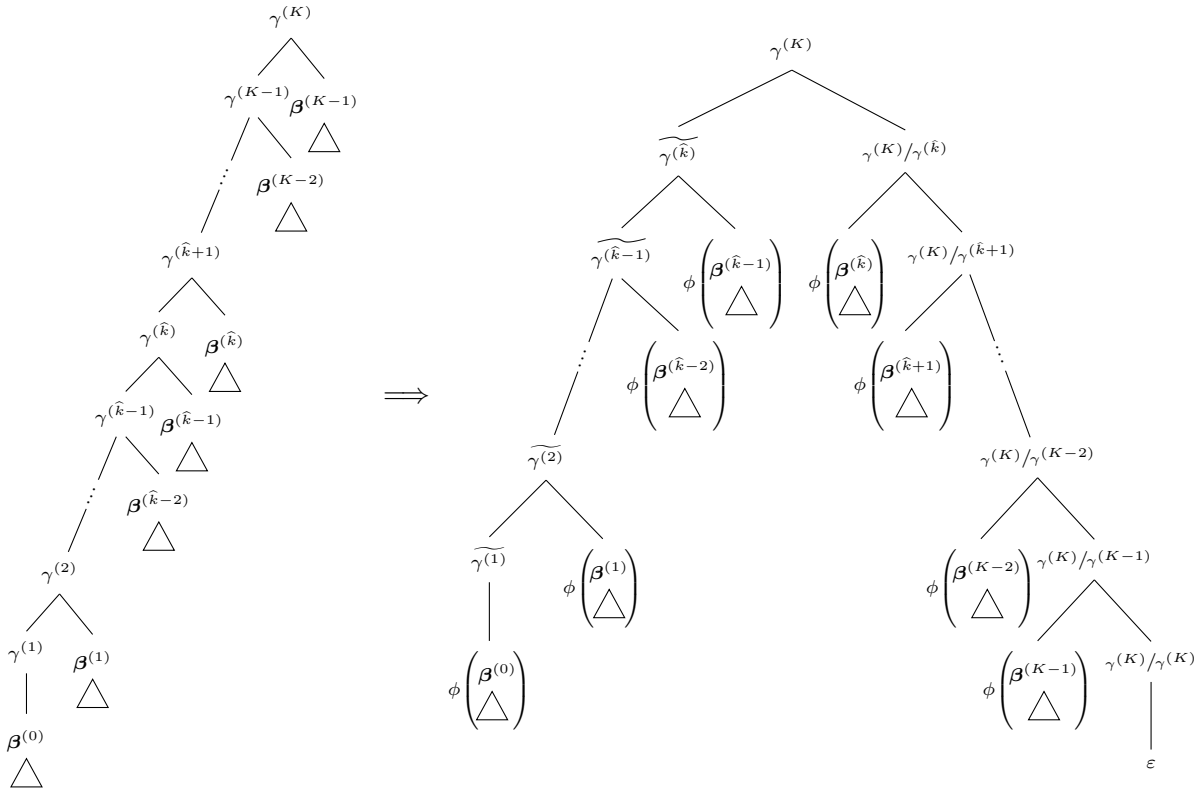 γ^(K)
γ^(K−1) β^(K−1)
⋮ β^(K−2)
γ^(k̂+1)
γ^(k̂) β^(k̂)
γ^(k̂−1) β^(k̂−1)
⋮ β^(k̂−2)
γ^(2)
γ^(1) β^(1)
β^(0)
⟹
γ^(K)
γ^(k̂)͠ γ^(K)/γ^(k̂)
γ^(k̂−1)͠ φ(β^(k̂−1)) φ(β^(k̂)) γ^(K)/γ^(k̂+1)
⋮ φ(β^(k̂−2)) φ(β^(k̂+1)) ⋮
γ^(2)͠ γ^(K)/γ^(K−2)
γ^(1)͠ φ(β^(1)) φ(β^(K−2)) γ^(K)/γ^(K−1)
φ(β^(0)) φ(β^(K−1)) γ^(K)/γ^(K)
ε